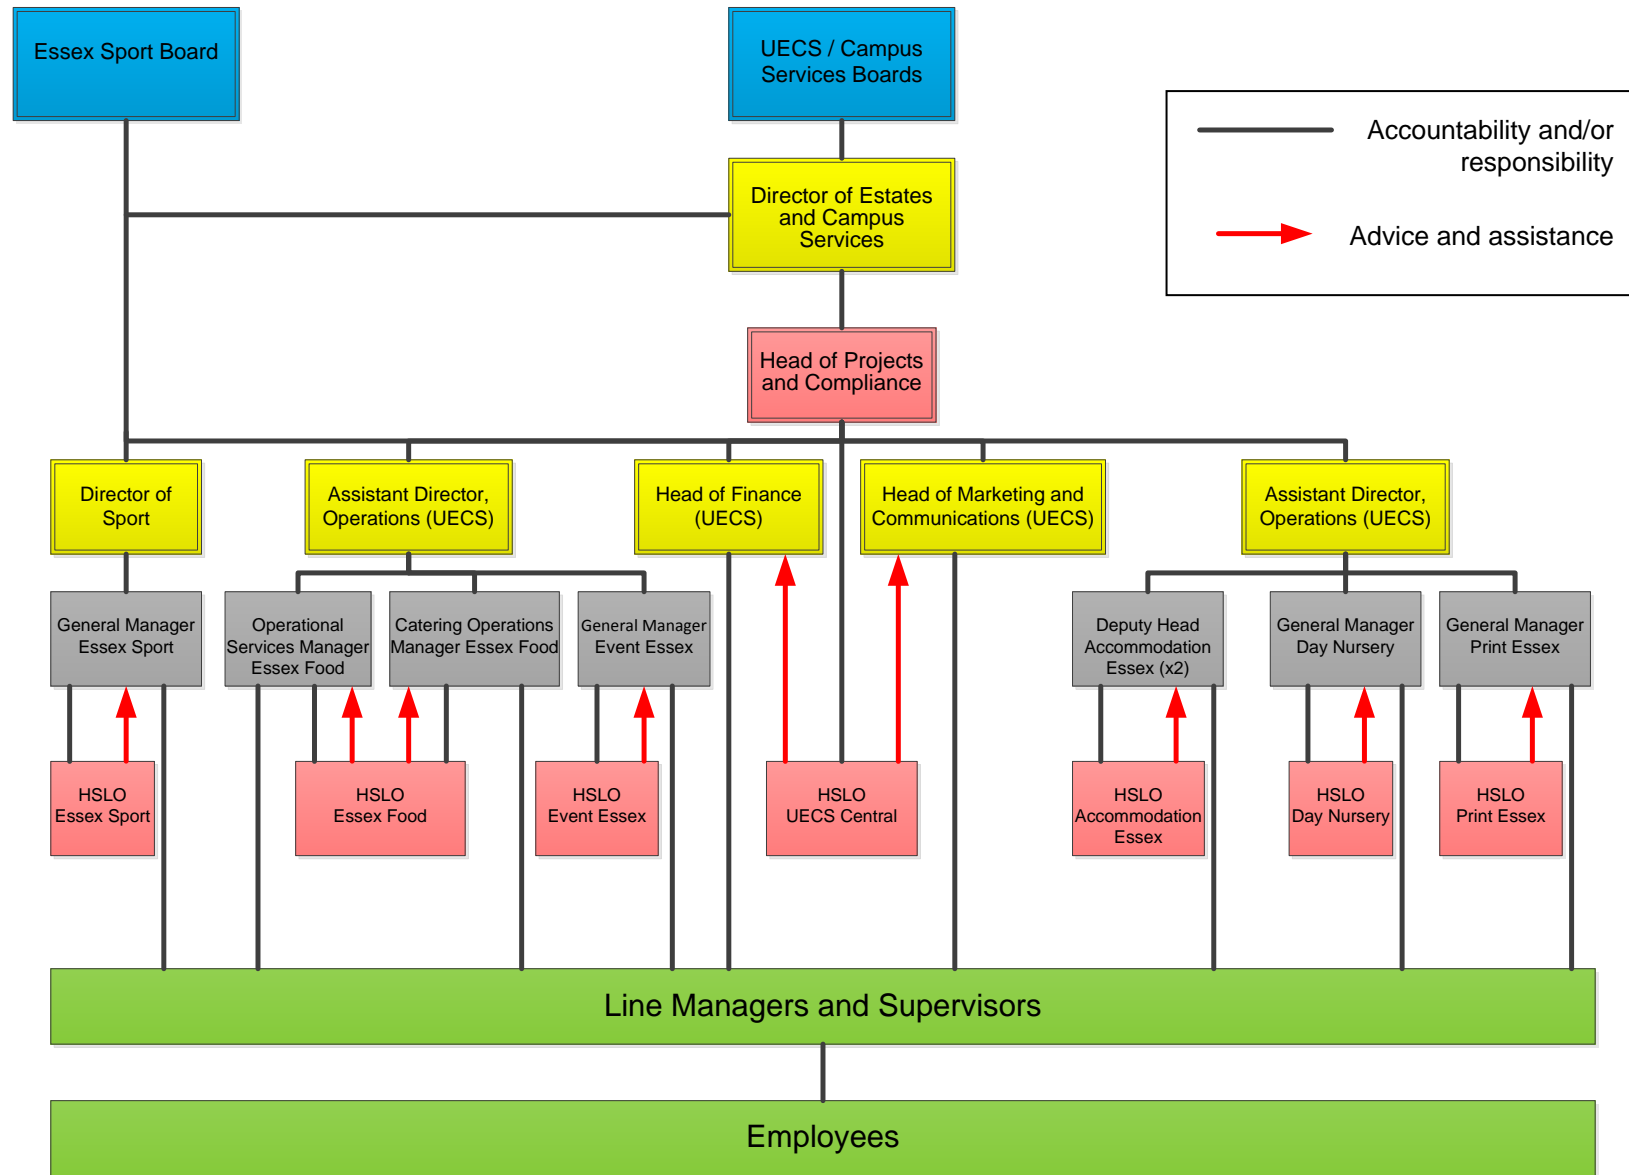 Essex Sport Board
UECS / Campus
Services Boards
Accountability and/or
responsibility
Advice and assistance
Director of Estates
and Campus
Services
Head of Projects
and Compliance
Director of
Sport
Assistant Director,
Operations (UECS)
Head of Finance
(UECS)
Head of Marketing and
Communications (UECS)
Assistant Director,
Operations (UECS)
General Manager
Essex Sport
Operational
Services Manager
Essex Food
Catering Operations
Manager Essex Food
General Manager
Event Essex
Deputy Head
Accommodation
Essex (x2)
General Manager
Day Nursery
General Manager
Print Essex
HSLO
Essex Sport
HSLO
Essex Food
HSLO
Event Essex
HSLO
UECS Central
HSLO
Accommodation
Essex
HSLO
Day Nursery
HSLO
Print Essex
Line Managers and Supervisors
Employees